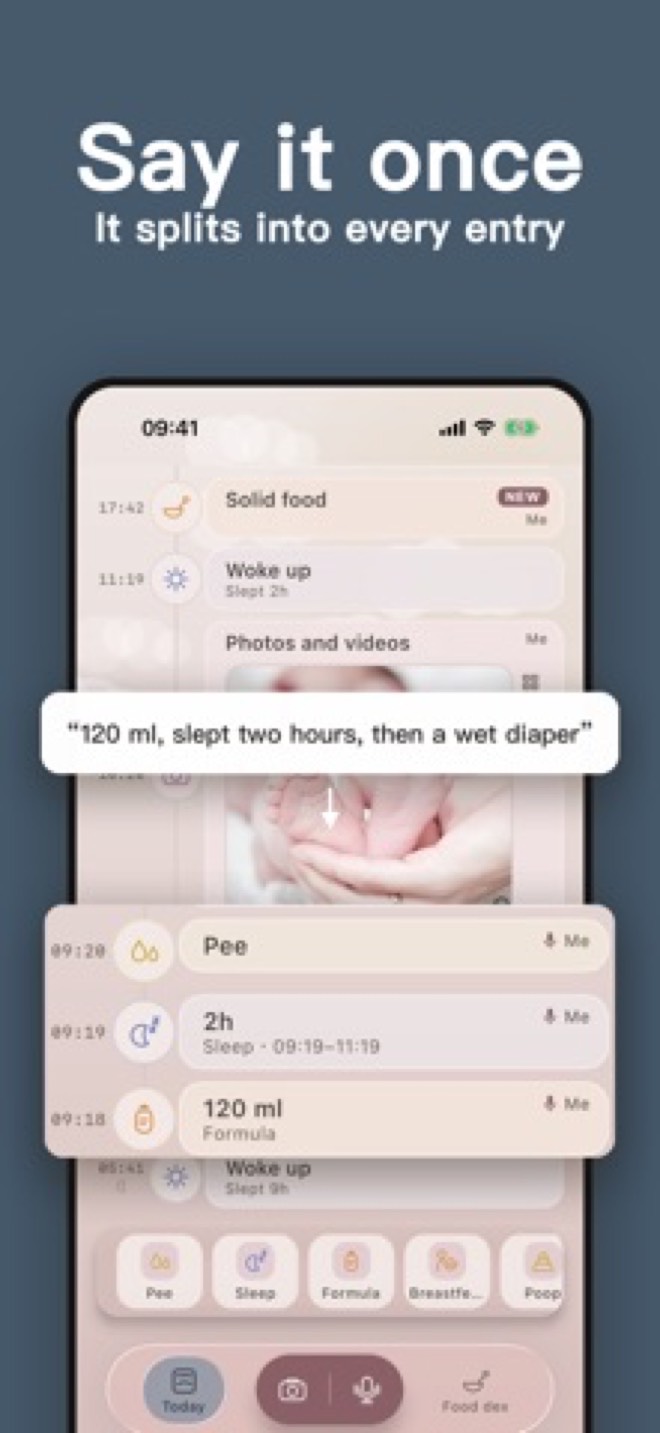 Say it once
It splits into every entry
09:41
17:42
Solid food
NEW
Me
11:19
Woke up
Slept 2h
Photos and videos
Me
“120 ml, slept two hours, then a wet diaper”
09:20
Pee
Me
09:19
2h
Me
Sleep · 09:19–11:19
09:18
120 ml
Me
Formula
05:41
Woke up
Slept 9h
Pee
Sleep
Formula
Breastfe...
Poop
Today
Food dex